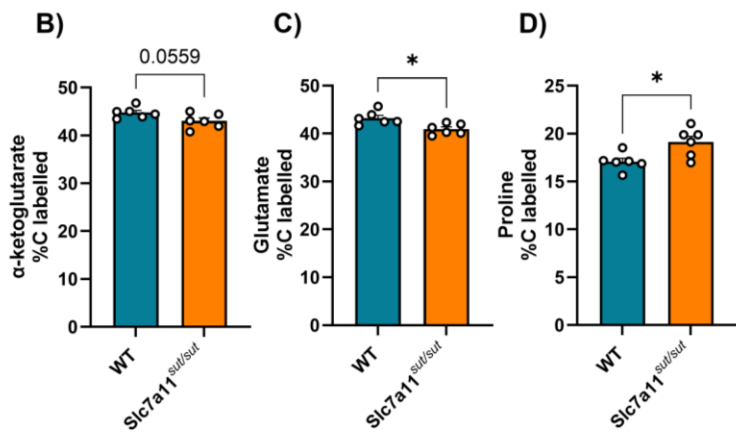 B)
0.0559
α-ketoglutarate
%C labelled
50
40
30
20
10
0
WT
Slc7a11sut/sut
C)
*
Glutamate
%C labelled
50
40
30
20
10
0
WT
Slc7a11sut/sut
D)
*
Proline
%C labelled
25
20
15
10
5
0
WT
Slc7a11sut/sut